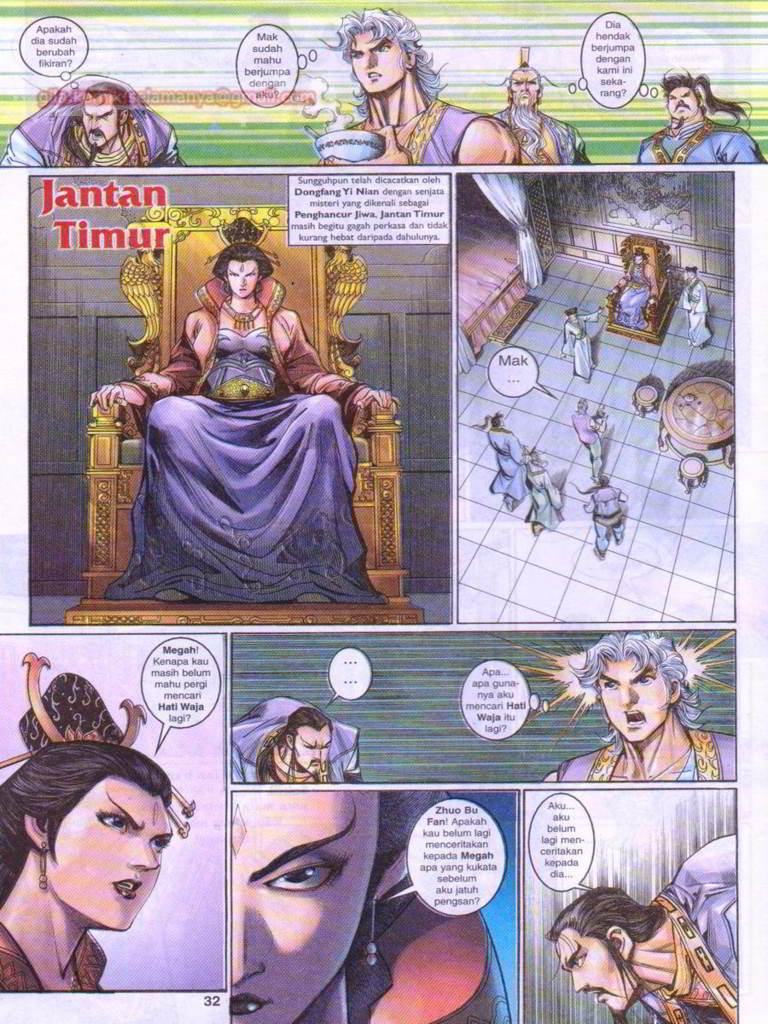 Apakah
dia sudah
berubah
fikiran?
Mak
sudah
mahu
berjumpa
dengan
aku?
Dia
hendak
berjumpa
dengan
kami ini
seka-
rang?
Jantan
Timur
Sungguhpun telah dicacatkan oleh
Dongfang Yi Nian dengan senjata
misteri yang dikenali sebagai
Penghancur Jiwa, Jantan Timur
masih begitu gagah perkasa dan tidak
kurang hebat daripada dahulunya.
Mak
...
Megah!
Kenapa kau
masih belum
mahu pergi
mencari
Hati Waja
lagi?
...
...
Apa...
apa guna-
nya aku
mencari Hati
Waja itu
lagi?
Zhuo Bu
Fan! Apakah
kau belum lagi
menceritakan
kepada Megah
apa yang kukata
sebelum
aku jatuh
pengsan?
Aku...
aku
belum
lagi men-
ceritakan
kepada
dia...
32